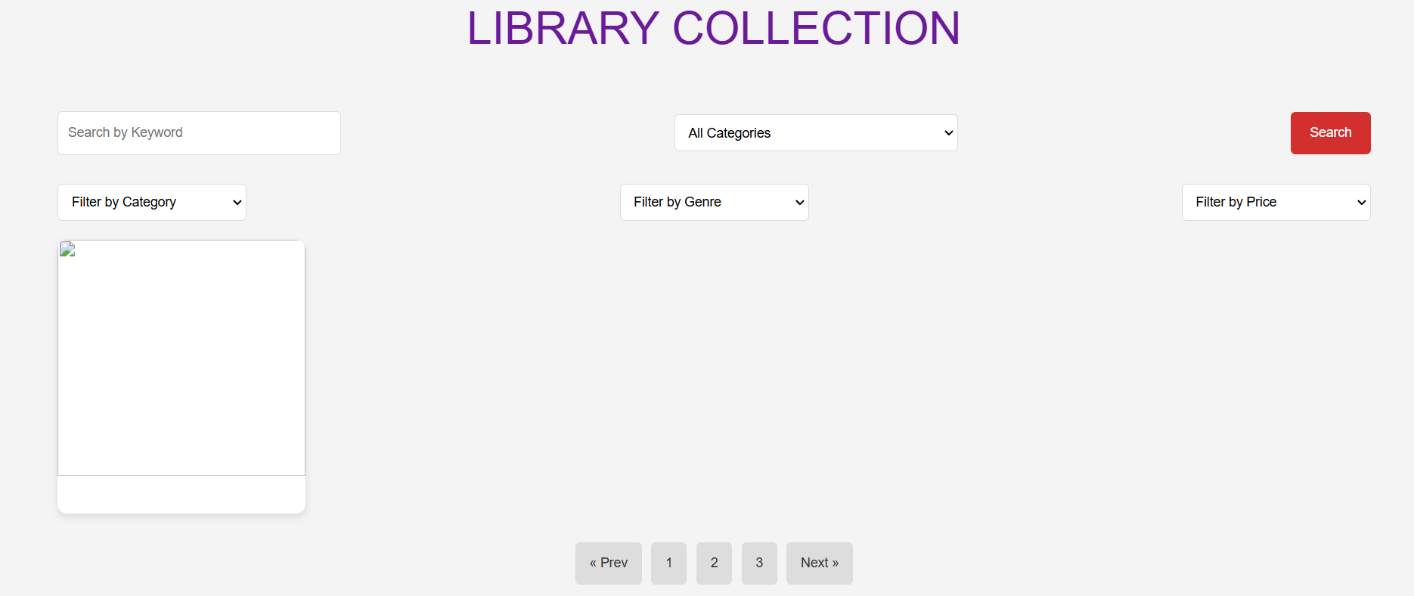 LIBRARY COLLECTION
Search by Keyword
All Categories
Search
Filter by Category
Filter by Genre
Filter by Price
« Prev
1
2
3
Next »